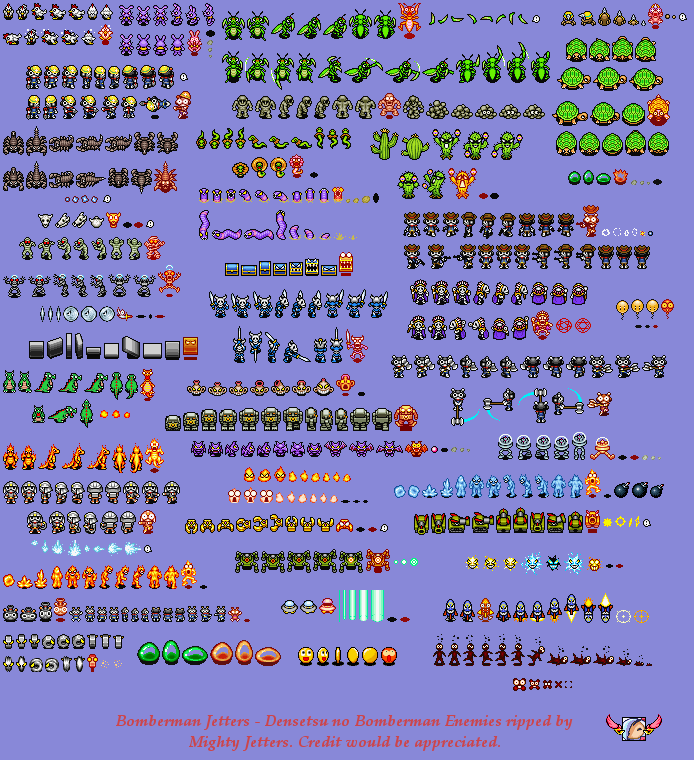 Bomberman Jetters - Densetsu no Bomberman Enemies ripped by
Mighty Jetters. Credit would be appreciated.